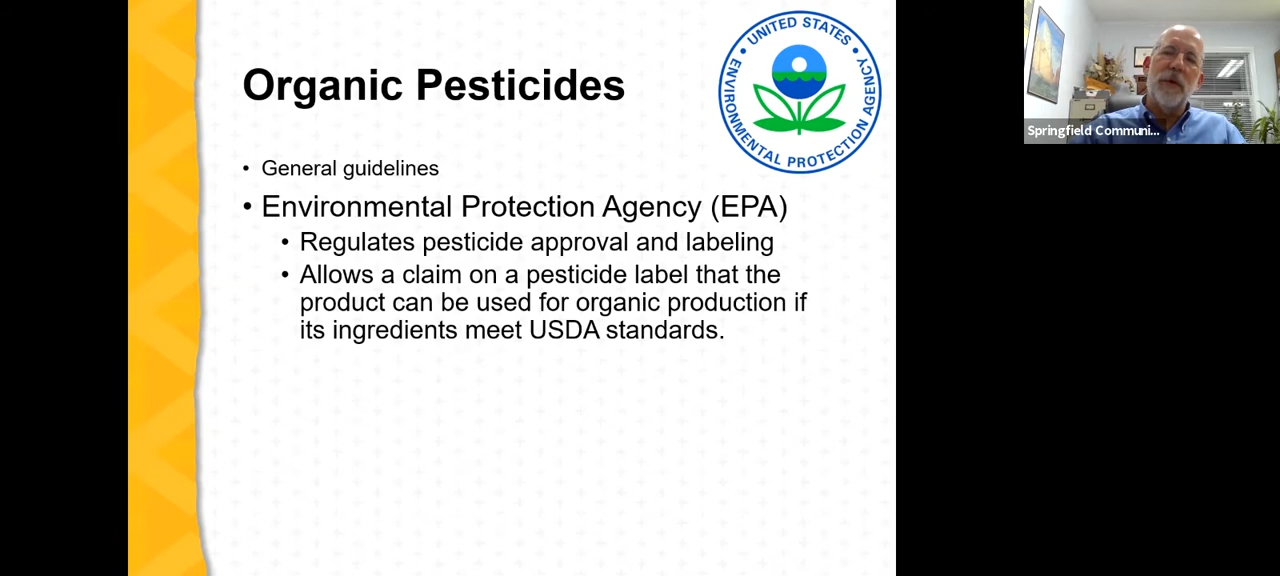 Organic Pesticides
UNITED STATES
ENVIRONMENTAL PROTECTION AGENCY
• General guidelines
• Environmental Protection Agency (EPA)
• Regulates pesticide approval and labeling
• Allows a claim on a pesticide label that the
product can be used for organic production if
its ingredients meet USDA standards.
Springfield Communi...